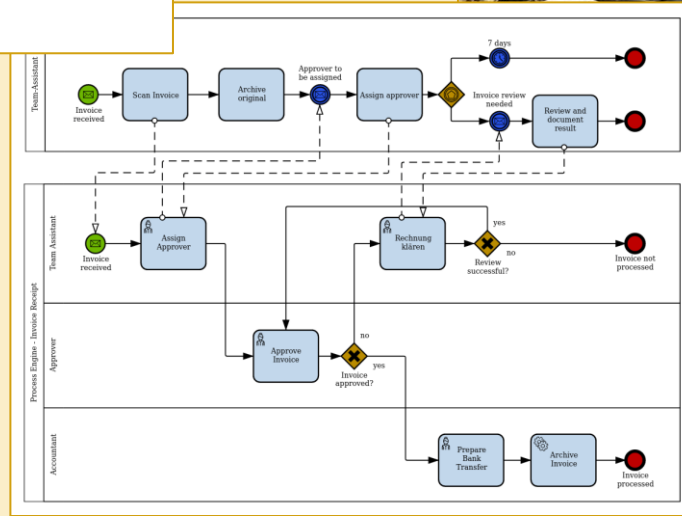 Team-Assistant
7 days
Approver to
be assigned
Scan Invoice
Archive
original
Assign approver
Invoice review
needed
Review and
document
result
Invoice
received
Process Engine - Invoice Receipt
Team Assistant
Invoice
received
Assign
Approver
Rechnung
klären
yes
no
Review
successful?
Invoice not
processed
Approver
Approve
Invoice
no
yes
Invoice
approved?
Accountant
Prepare
Bank
Transfer
Archive
Invoice
Invoice
processed